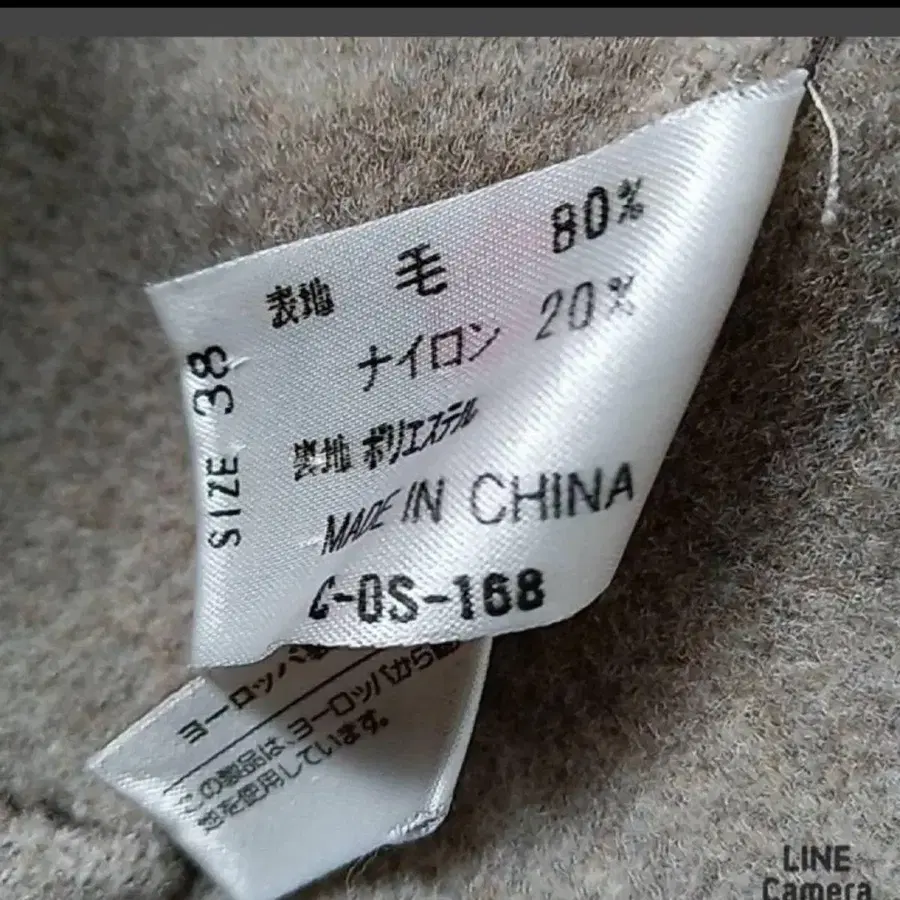 表地 毛 80%
ナイロン 20%
裏地 ポリエステル
MADE IN CHINA
C-OS-168
SIZE 38
ヨーロッパ
この製品は、ヨーロッパから
地を使用しています。
LINE
Camera